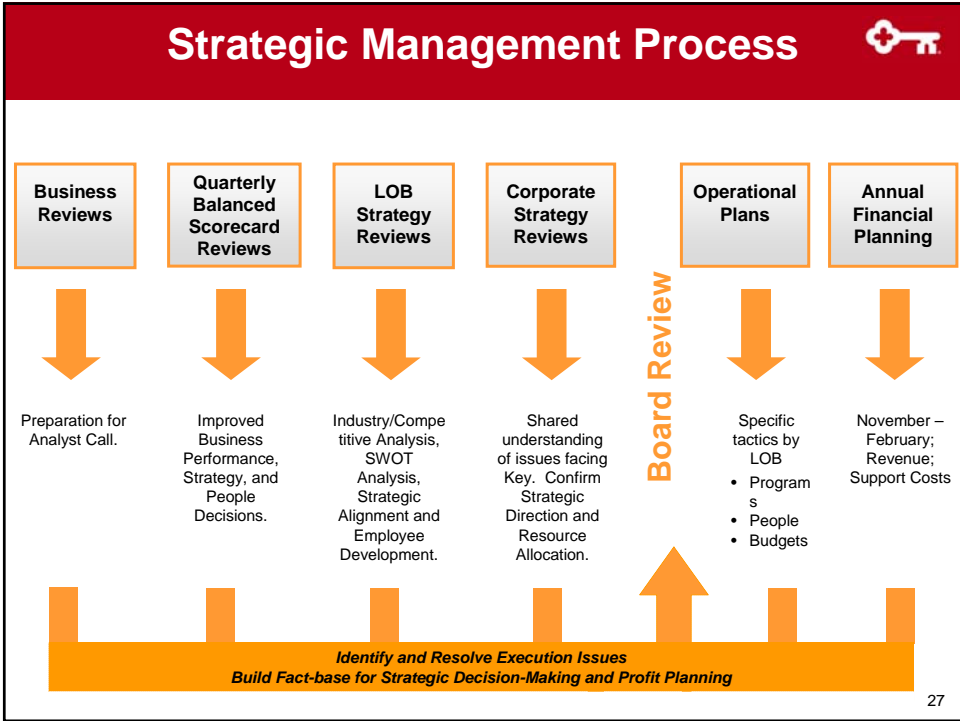 Strategic Management Process
Business
Reviews
Quarterly
Balanced
Scorecard
Reviews
LOB
Strategy
Reviews
Corporate
Strategy
Reviews
Operational
Plans
Annual
Financial
Planning
Board Review
Preparation for
Analyst Call.
Improved
Business
Performance,
Strategy, and
People
Decisions.
Industry/Compe
titive Analysis,
SWOT
Analysis,
Strategic
Alignment and
Employee
Development.
Shared
understanding
of issues facing
Key. Confirm
Strategic
Direction and
Resource
Allocation.
Specific
tactics by
LOB
• Program
s
• People
• Budgets
November –
February;
Revenue;
Support Costs
Identify and Resolve Execution Issues
Build Fact-base for Strategic Decision-Making and Profit Planning
27